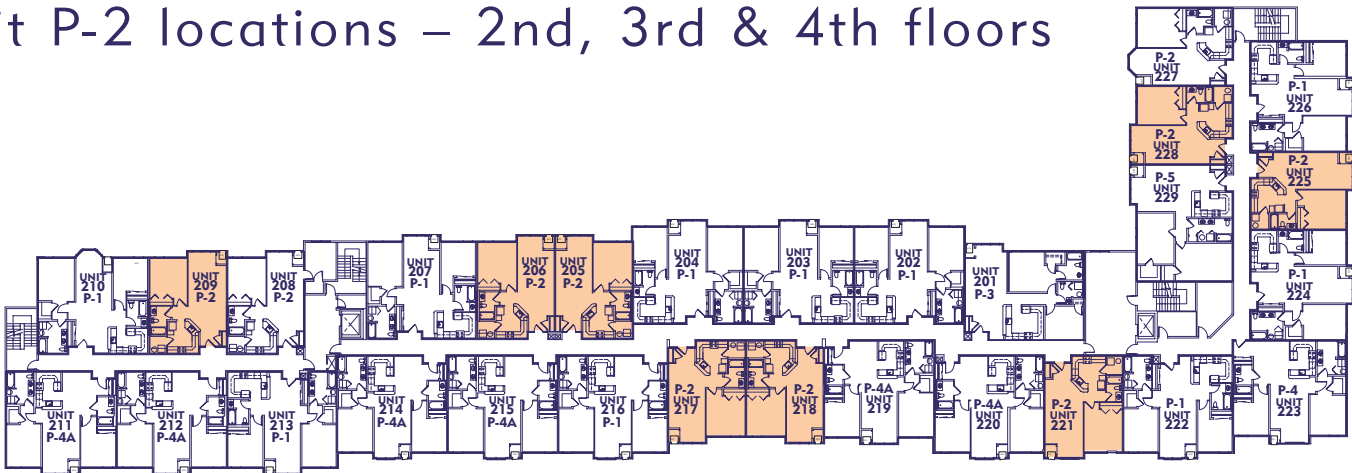 it P-2 locations – 2nd, 3rd & 4th floors
P-2
UNIT
227
P-1
UNIT
226
P-2
UNIT
228
P-2
UNIT
225
P-5
UNIT
229
P-1
UNIT
224
UNIT
210
P-1
UNIT
209
P-2
UNIT
208
P-2
UNIT
207
P-1
UNIT
206
P-2
UNIT
205
P-2
UNIT
204
P-1
UNIT
203
P-1
UNIT
202
P-1
UNIT
201
P-3
UNIT
211
P-4A
UNIT
212
P-4A
UNIT
213
P-1
UNIT
214
P-4A
UNIT
215
P-4A
UNIT
216
P-1
P-2
UNIT
217
P-2
UNIT
218
P-4A
UNIT
219
P-4A
UNIT
220
P-2
UNIT
221
P-1
UNIT
222
P-4
UNIT
223